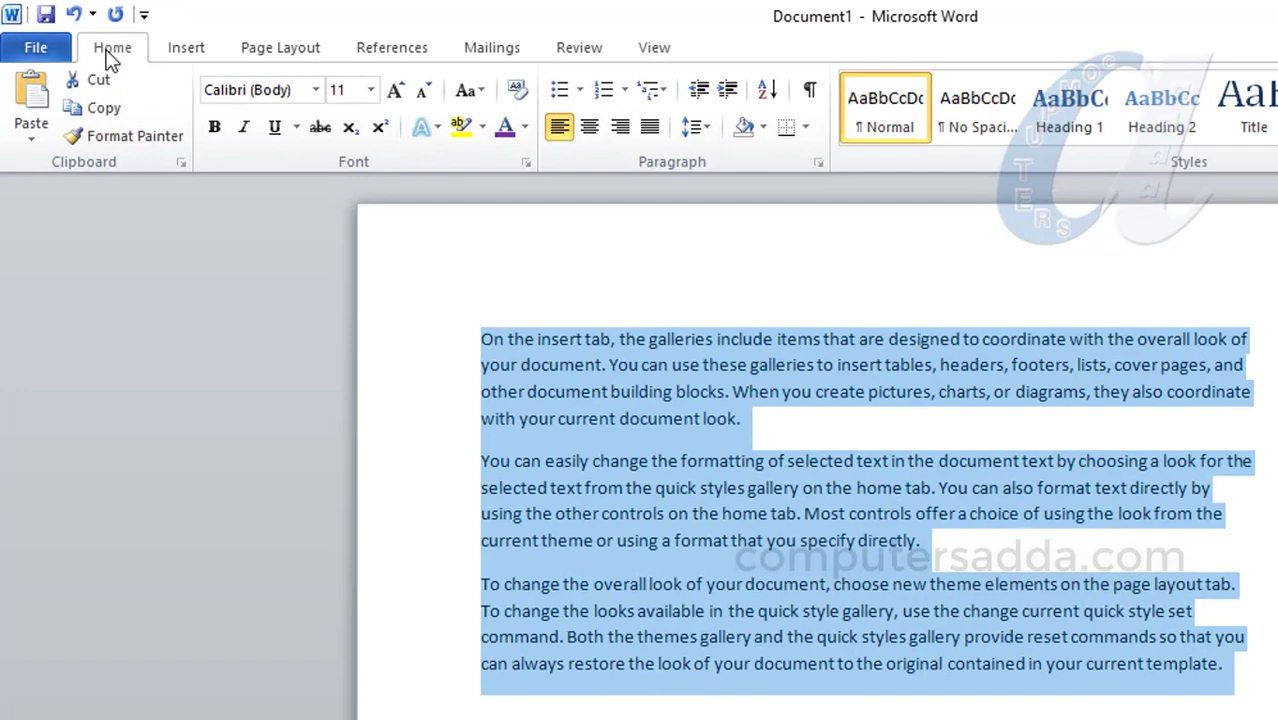 Document1 - Microsoft Word
File Home Insert Page Layout References Mailings Review View
Cut
Copy
Format Painter
Paste
Clipboard
Calibri (Body) 11
Font
Paragraph
AaBbCcDc AaBbCcDc AaBbC AaBbCc AaB
¶ Normal ¶ No Spaci... Heading 1 Heading 2 Title
Styles
COMPUTERS
On the insert tab, the galleries include items that are designed to coordinate with the overall look of
your document. You can use these galleries to insert tables, headers, footers, lists, cover pages, and
other document building blocks. When you create pictures, charts, or diagrams, they also coordinate
with your current document look.
You can easily change the formatting of selected text in the document text by choosing a look for the
selected text from the quick styles gallery on the home tab. You can also format text directly by
using the other controls on the home tab. Most controls offer a choice of using the look from the
current theme or using a format that you specify directly.
computersadda.com
To change the overall look of your document, choose new theme elements on the page layout tab.
To change the looks available in the quick style gallery, use the change current quick style set
command. Both the themes gallery and the quick styles gallery provide reset commands so that you
can always restore the look of your document to the original contained in your current template.